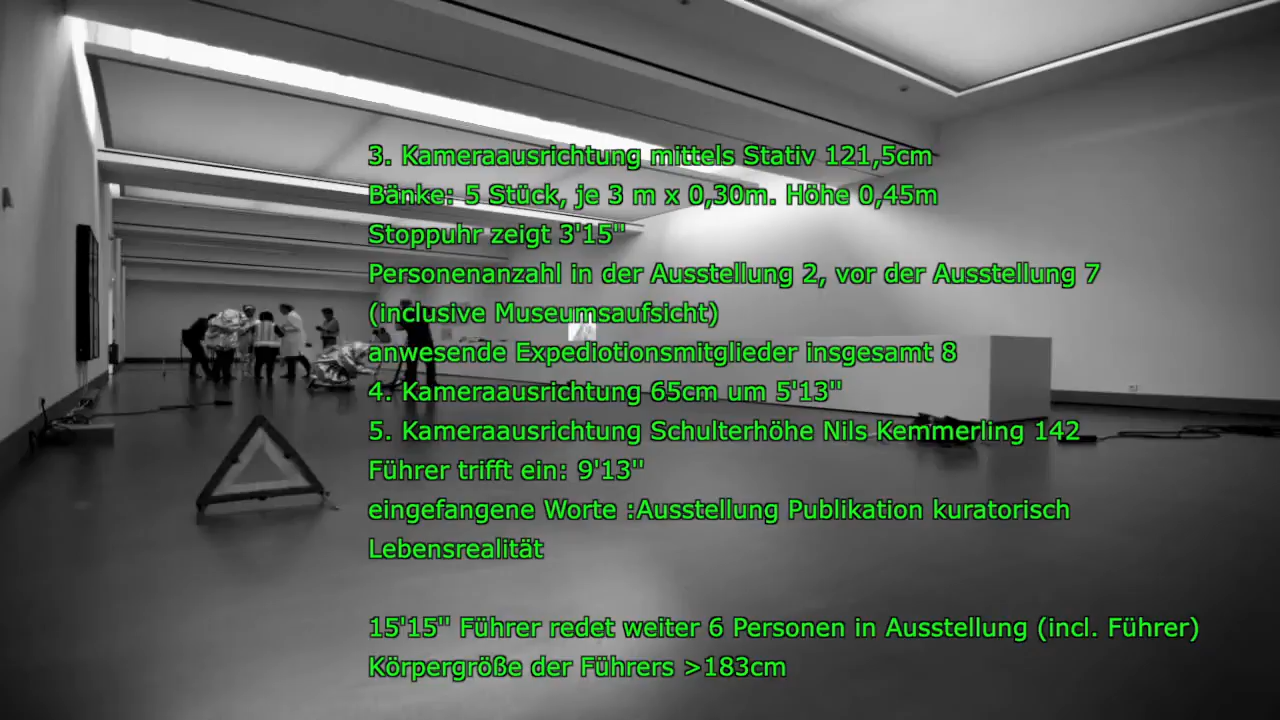 3. Kameraausrichtung mittels Stativ 121,5cm
Bänke: 5 Stück, je 3 m x 0,30m. Höhe 0,45m
Stoppuhr zeigt 3'15''
Personenanzahl in der Ausstellung 2, vor der Ausstellung 7
(inclusive Museumsaufsicht)
anwesende Expediotionsmitglieder insgesamt 8
4. Kameraausrichtung 65cm um 5'13''
5. Kameraausrichtung Schulterhöhe Nils Kemmerling 142
Führer trifft ein: 9'13''
eingefangene Worte :Ausstellung Publikation kuratorisch
Lebensrealität
15'15'' Führer redet weiter 6 Personen in Ausstellung (incl. Führer)
Körpergröße der Führers >183cm